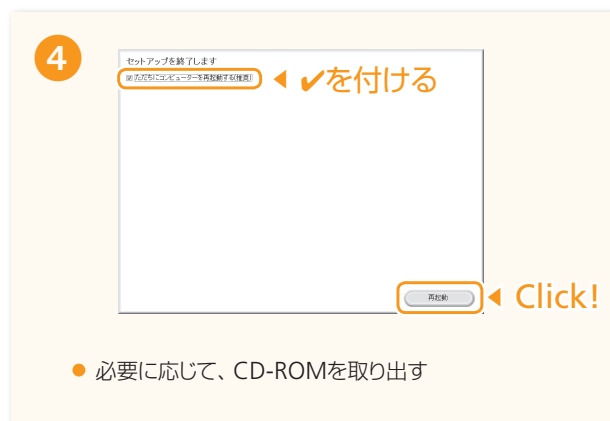 4
セットアップを終了します
ただちにコンピューターを再起動する(推奨)
✔を付ける
再起動
Click!
必要に応じて、CD-ROMを取り出す